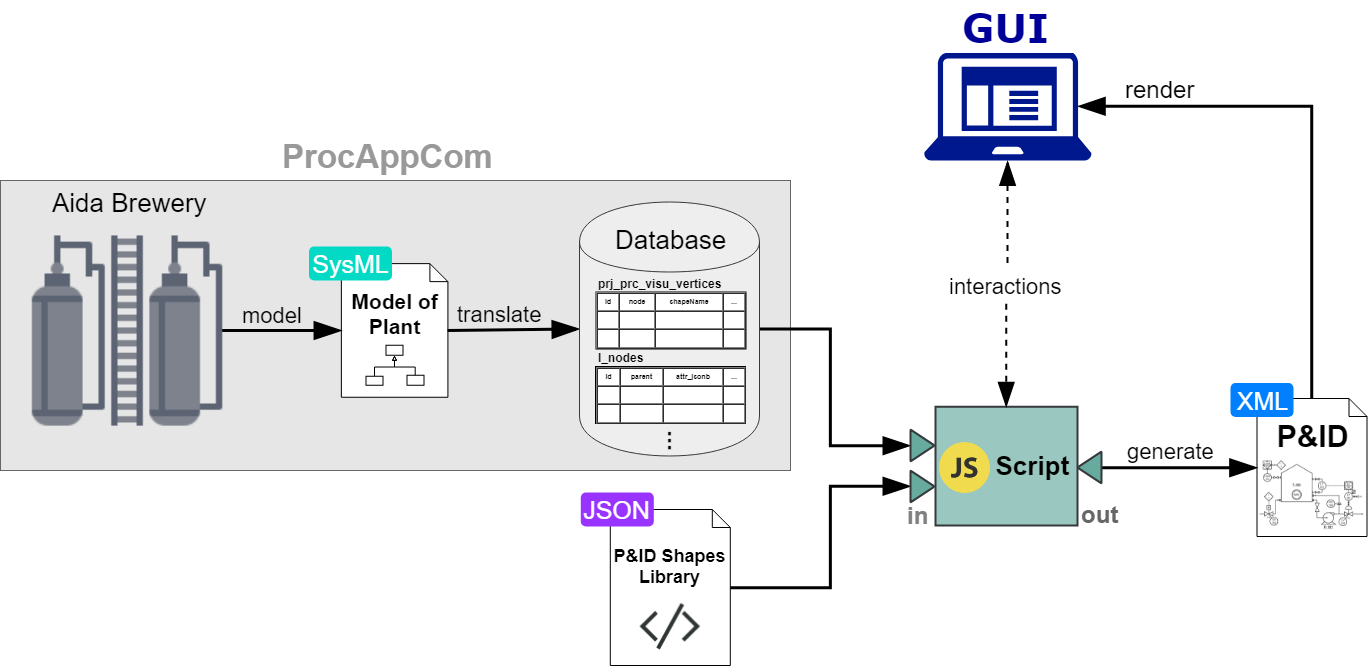 GUI
render
ProcAppCom
Aida Brewery
SysML
Model of
Plant
model
translate
Database
prj_prc_visu_vertices
id node chapeName ...
l_nodes
id parent attr_jsonb ...
interactions
JS Script
in
out
generate
XML
P&ID
JSON
P&ID Shapes
Library
</>